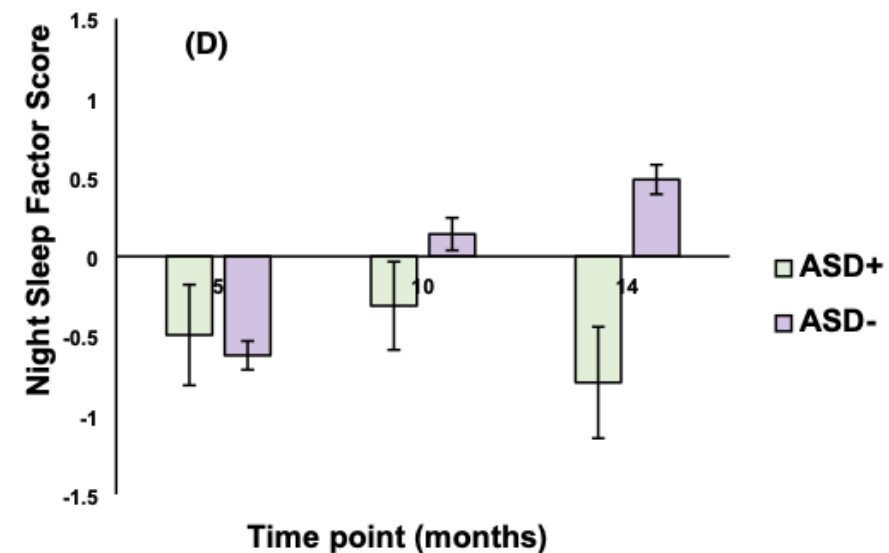 (D)
Night Sleep Factor Score
1.5
1
0.5
0
-0.5
-1
-1.5
5
10
14
Time point (months)
ASD+
ASD-